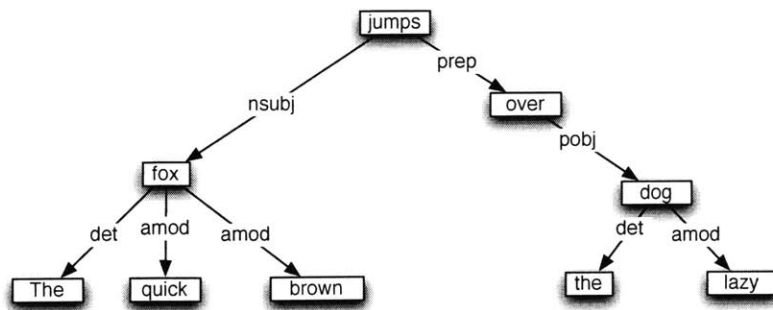 jumps
prep
over
nsubj
pobj
fox
dog
det amod amod
det amod
The quick brown
the lazy